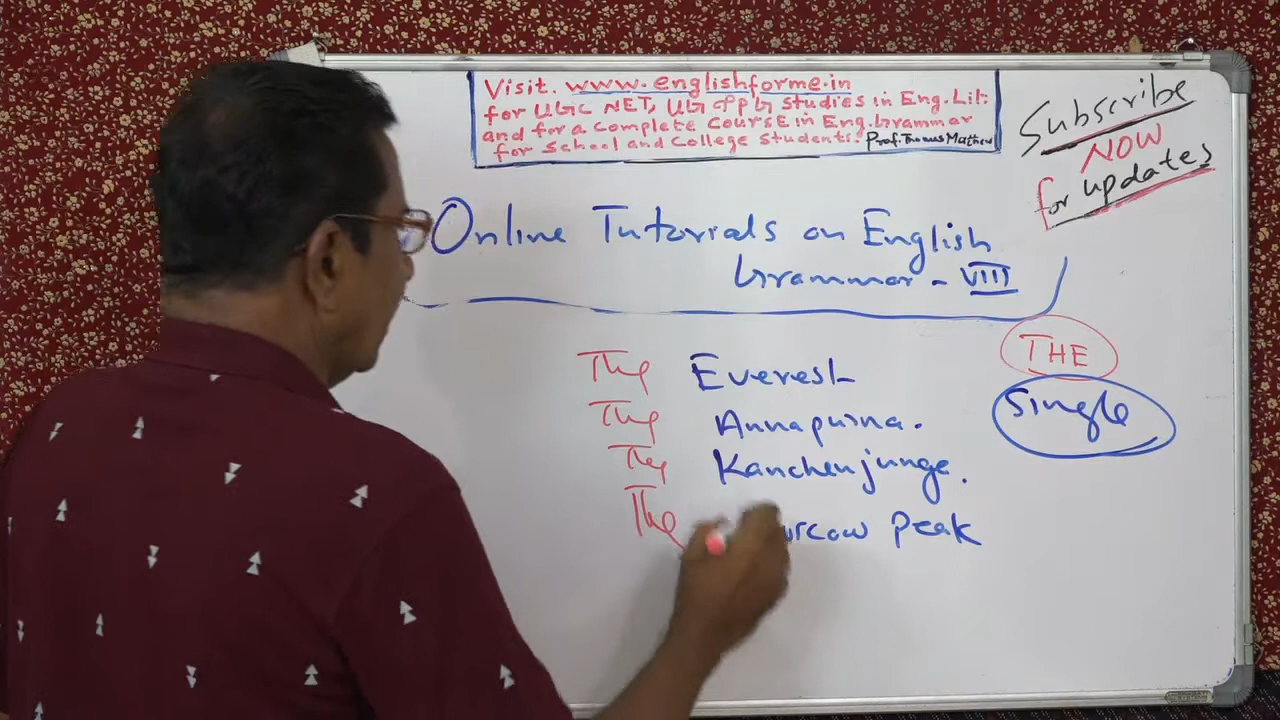 Visit. www.englishforme.in
for UGC NET, UG & PG studies in Eng. Lit:
and for a complete course in Eng. Grammar
for School and College Students. Prof. Thomas Mathew
Subscribe
NOW
for updates
Online Tutorials on English
Grammar - VIII
THE
Single
The Everest
The Annapurna.
The Kanchenjunge.
The Peak